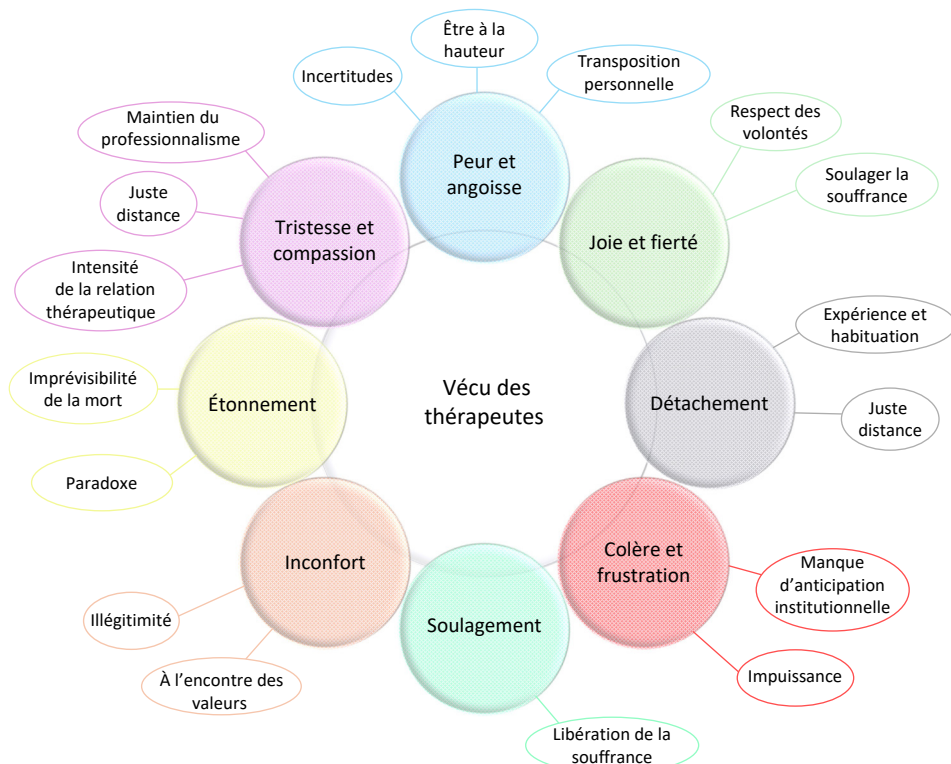 Être à la
hauteur
Incertitudes
Transposition
personnelle
Peur et
angoisse
Respect des
volontés
Soulager la
souffrance
Joie et fierté
Expérience et
habituation
Juste
distance
Détachement
Manque
d’anticipation
institutionnelle
Impuissance
Colère et
frustration
Libération de la
souffrance
Soulagement
À l’encontre des
valeurs
Illégitimité
Inconfort
Paradoxe
Imprévisibilité
de la mort
Étonnement
Intensité
de la relation
thérapeutique
Juste
distance
Maintien du
professionnalisme
Tristesse et
compassion
Vécu des
thérapeutes